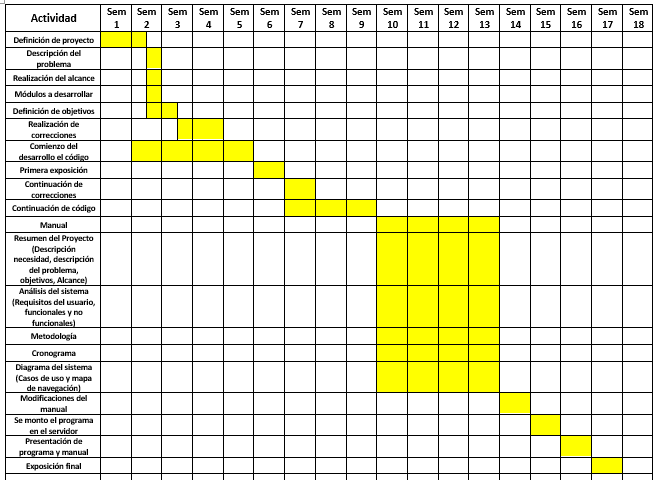 Actividad
Sem 1
Sem 2
Sem 3
Sem 4
Sem 5
Sem 6
Sem 7
Sem 8
Sem 9
Sem 10
Sem 11
Sem 12
Sem 13
Sem 14
Sem 15
Sem 16
Sem 17
Sem 18
Definición de proyecto
Descripción del
problema
Realización del alcance
Módulos a desarrollar
Definición de objetivos
Realización de
correcciones
Comienzo del
desarrollo el código
Primera exposición
Continuación de
correcciones
Continuación de código
Manual
Resumen del Proyecto
(Descripción
necesidad, descripción
del problema,
objetivos, Alcance)
Análisis del sistema
(Requisitos del usuario,
funcionales y no
funcionales)
Metodología
Cronograma
Diagrama del sistema
(Casos de uso y mapa
de navegación)
Modificaciones del
manual
Se monto el programa
en el servidor
Presentación de
programa y manual
Exposición final